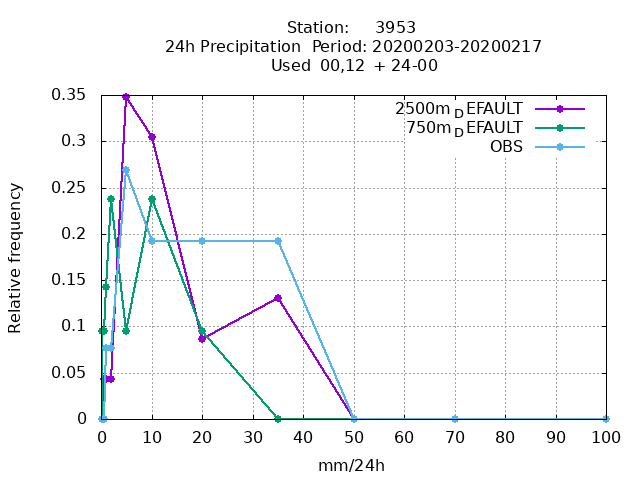 Station: 3953
24h Precipitation Period: 20200203-20200217
Used 00,12 + 24-00
2500m_DEFAULT
750m_DEFAULT
OBS
Relative frequency
0.35
0.3
0.25
0.2
0.15
0.1
0.05
0
0 10 20 30 40 50 60 70 80 90 100
mm/24h